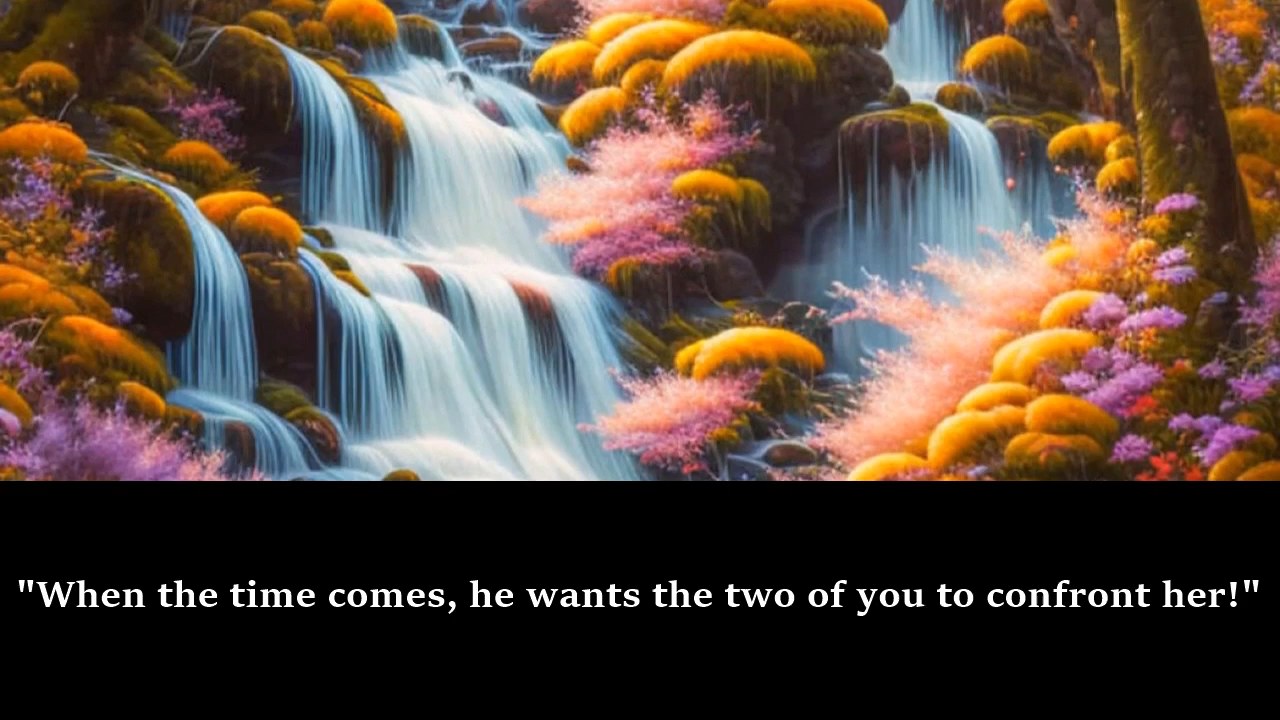 "When the time comes, he wants the two of you to confront her!"